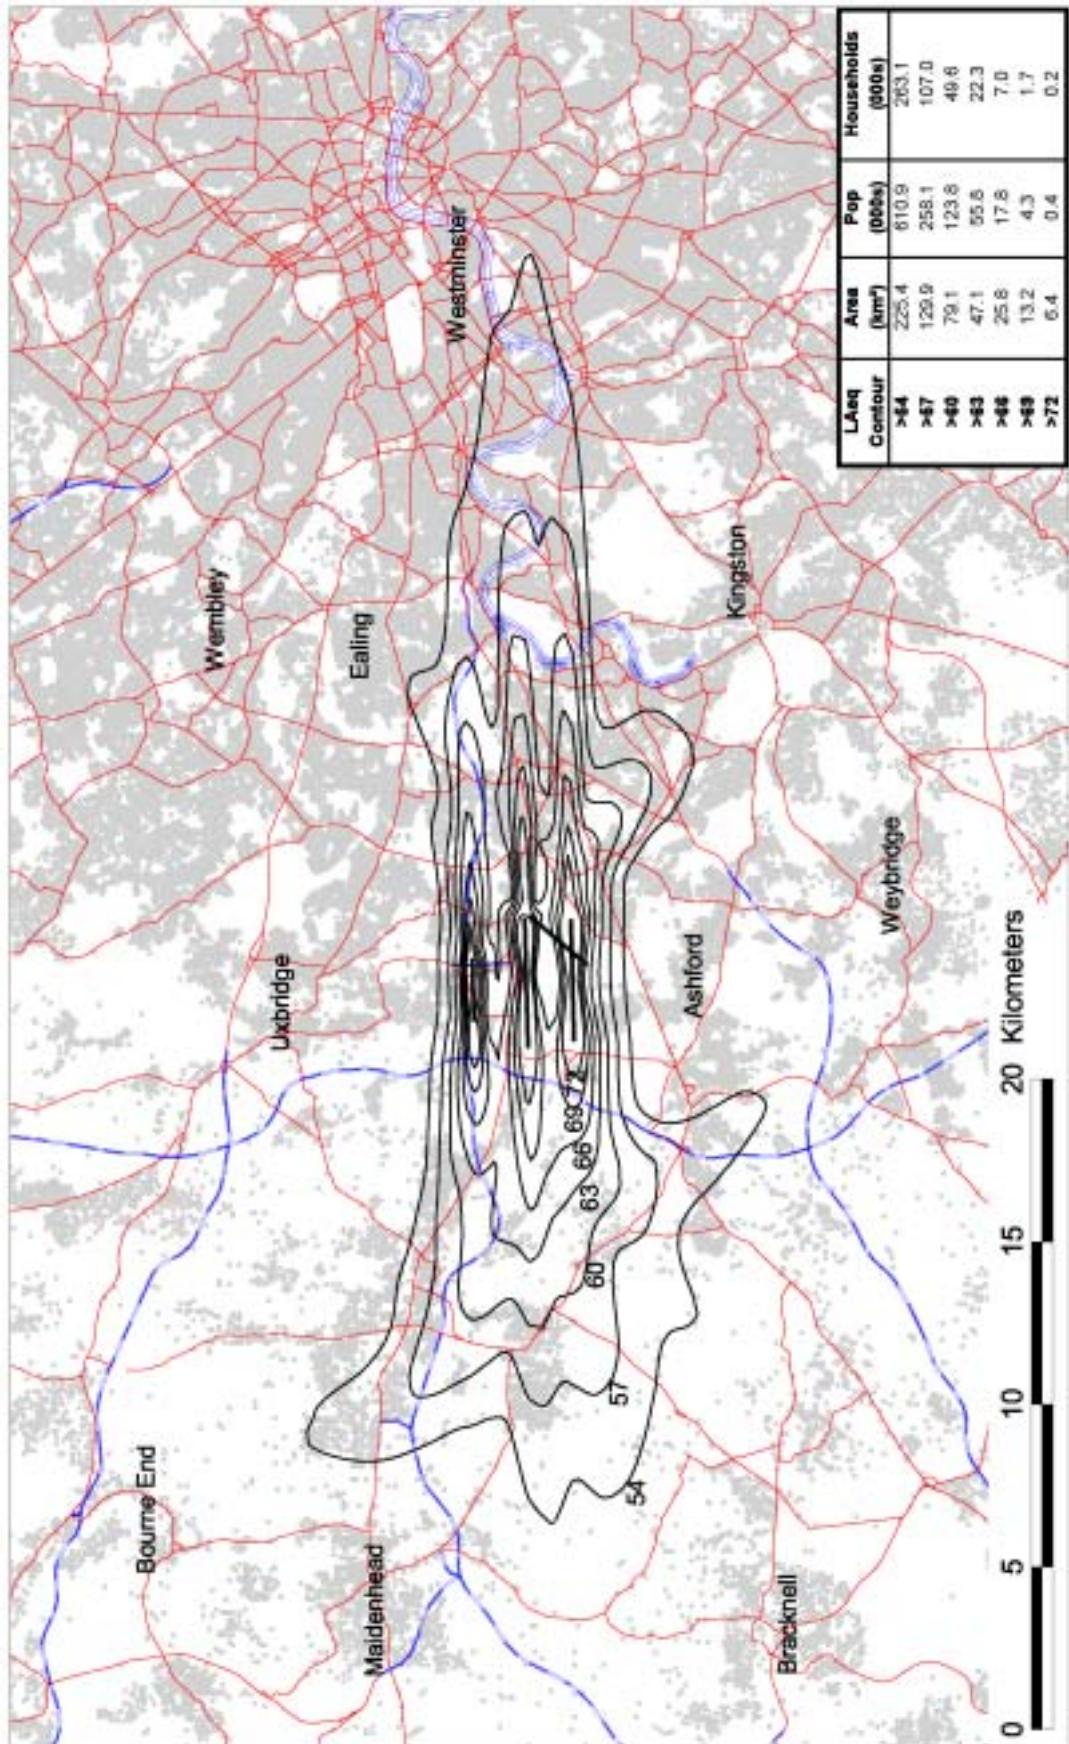 Bourne End
Maidenhead
Bracknell
Uxbridge
Ashford
Weybridge
Wembley
Ealing
Kingston
Westminster
54
57
60
63
66
69
72
0 5 10 15 20 Kilometers
LAeq Contour Area (km²) Pop (000s) Households (000s)
>54 225.4 610.9 263.1
>57 129.9 258.1 107.0
>60 79.1 123.8 49.6
>63 47.1 55.8 22.3
>66 25.8 17.8 7.0
>69 13.2 4.3 1.7
>72 6.4 0.4 0.2